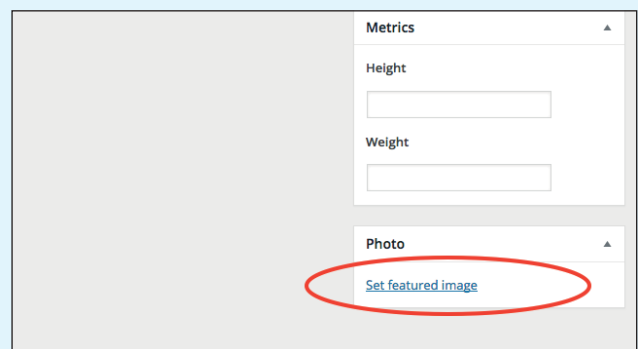 Metrics
Height
Weight
Photo
Set featured image